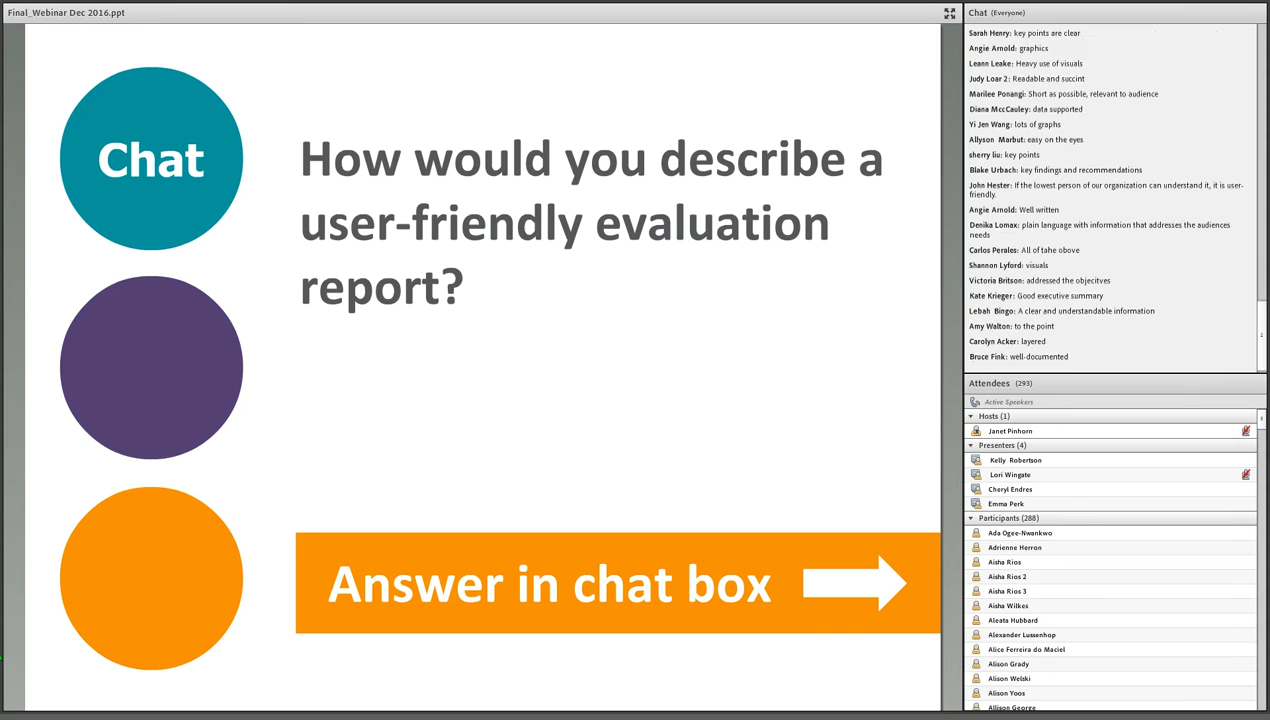 Final_Webinar Dec 2016.ppt
Chat
How would you describe a
user-friendly evaluation
report?
Answer in chat box
Chat (Everyone)
Sarah Henry: key points are clear
Angie Arnold: graphics
Leann Leake: Heavy use of visuals
Judy Loar 2: Readable and succint
Marilee Ponangi: Short as possible, relevant to audience
Diana MccCauley: data supported
Yi Jen Wang: lots of graphs
Allyson Marbut: easy on the eyes
sherry liu: key points
Blake Urbach: key findings and recommendations
John Hester: If the lowest person of our organization can understand it, it is user-
friendly.
Angie Arnold: Well written
Denika Lomax: plain language with information that addresses the audiences
needs
Carlos Perales: All of tahe obove
Shannon Lyford: visuals
Victoria Britson: addressed the objecitves
Kate Krieger: Good executive summary
Lebah Bingo: A clear and understandable information
Amy Walton: to the point
Carolyn Acker: layered
Bruce Fink: well-documented
Attendees (293)
Active Speakers
Hosts (1)
Janet Pinhorn
Presenters (4)
Kelly Robertson
Lori Wingate
Cheryl Endres
Emma Perk
Participants (288)
Ada Ogee-Nwankwo
Adrienne Herron
Aisha Rios
Aisha Rios 2
Aisha Rios 3
Aisha Wilkes
Aleata Hubbard
Alexander Lussenhop
Alice Ferreira do Maciel
Alison Grady
Alison Welski
Alison Yoos
Allison George